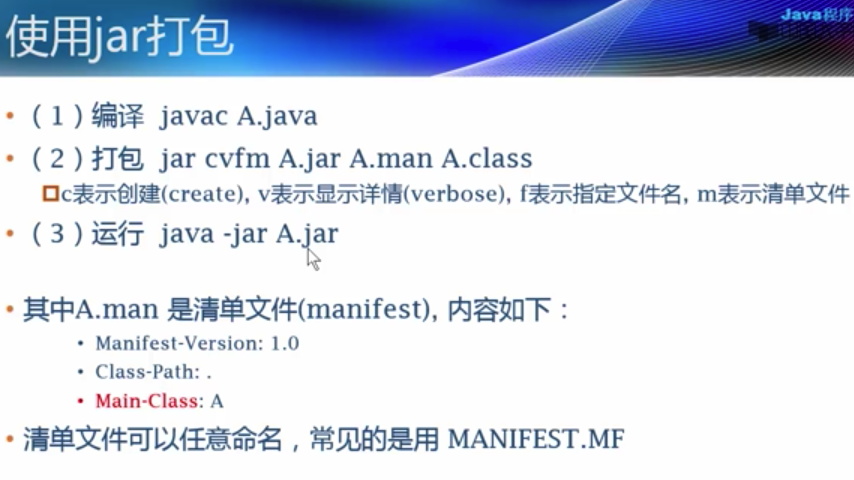 Java程序
使用jar打包
（1）编译 javac A.java
（2）打包 jar cvfm A.jar A.man A.class
c表示创建(create), v表示显示详情(verbose), f表示指定文件名, m表示清单文件
（3）运行 java -jar A.jar
其中A.man 是清单文件(manifest), 内容如下：
Manifest-Version: 1.0
Class-Path: .
Main-Class: A
清单文件可以任意命名，常见的是用 MANIFEST.MF